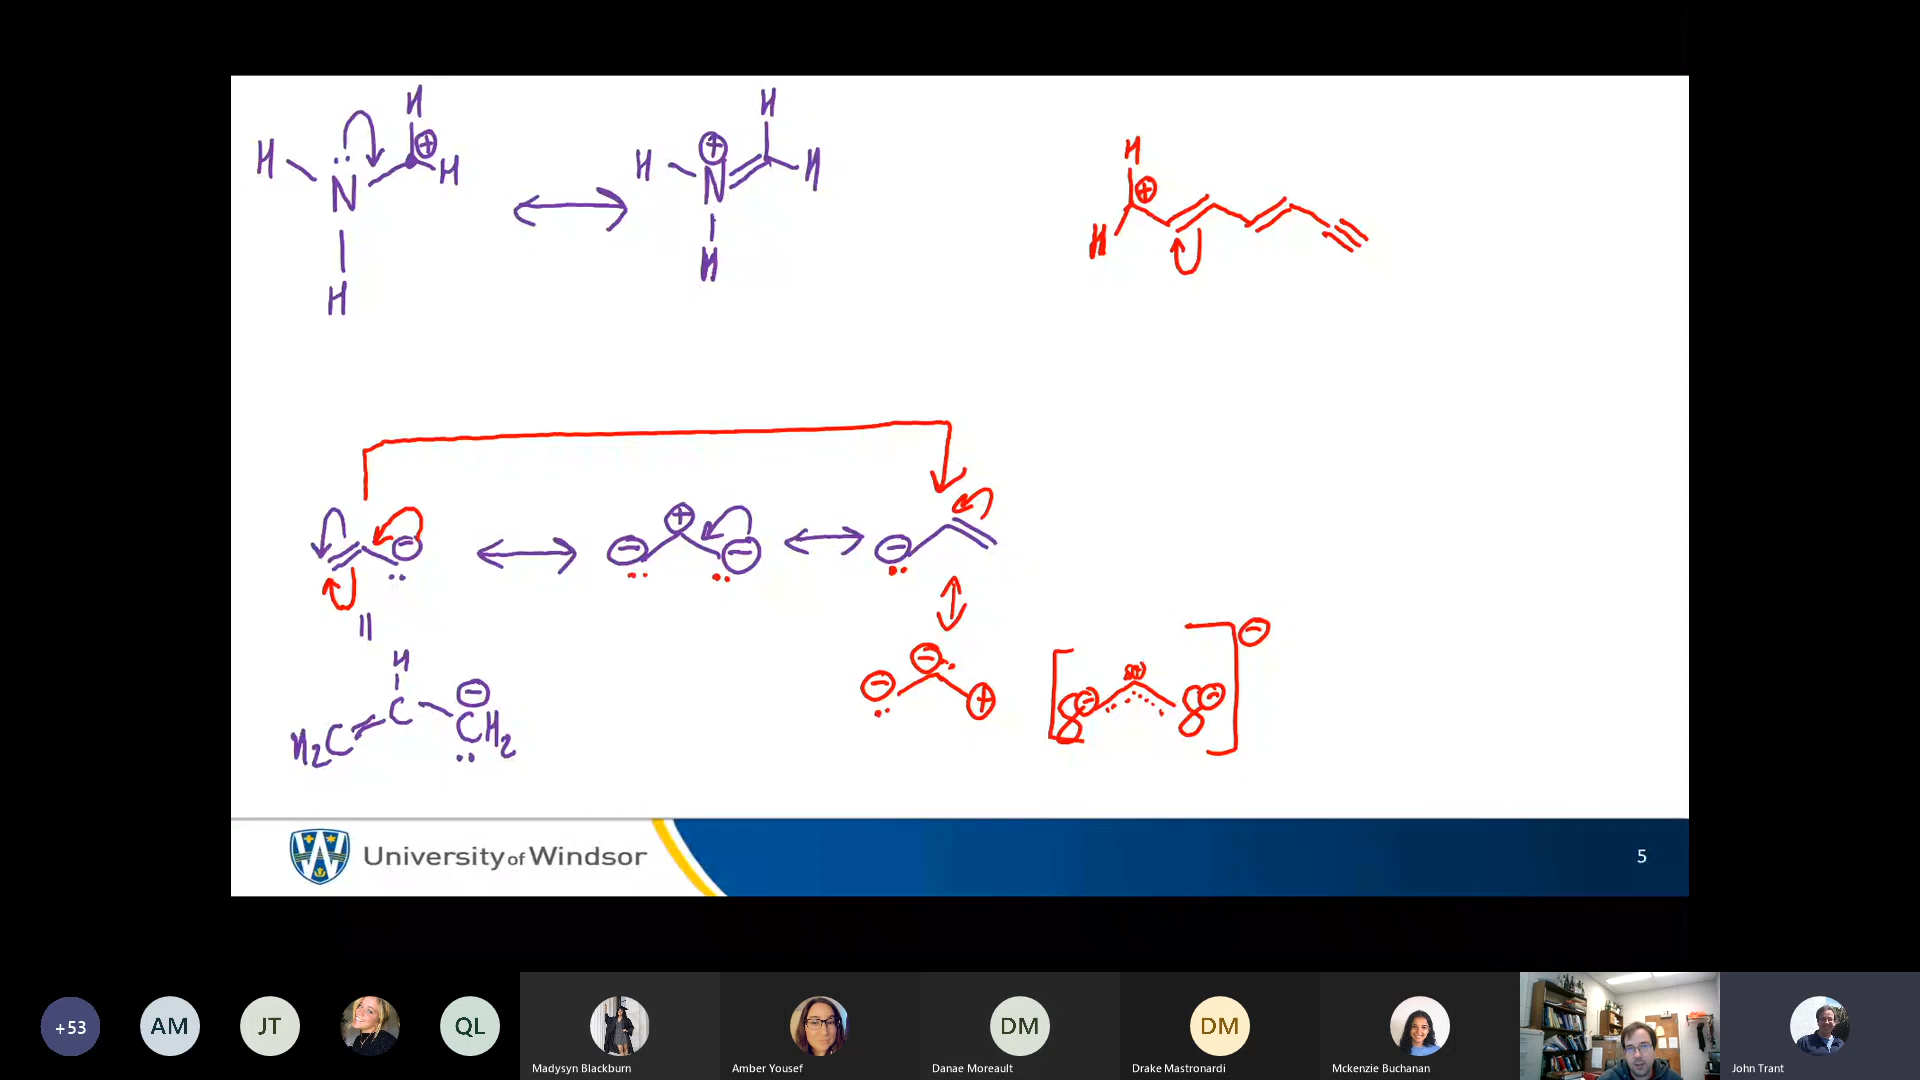 H
H
⊕
H
N
H
H
⊕
H
N
H
H
H
⊕
H
⊖
⊖
⊕
⊖
⊖
H
⊖
H₂C
C
CH₂
⊖
⊖
⊕
δ⊖
δ⊕
δ⊖
⊖
University of Windsor
5
+53
AM
JT
QL
DM
DM
Madysyn Blackburn
Amber Yousef
Danae Moreault
Drake Mastronardi
Mckenzie Buchanan
John Trant